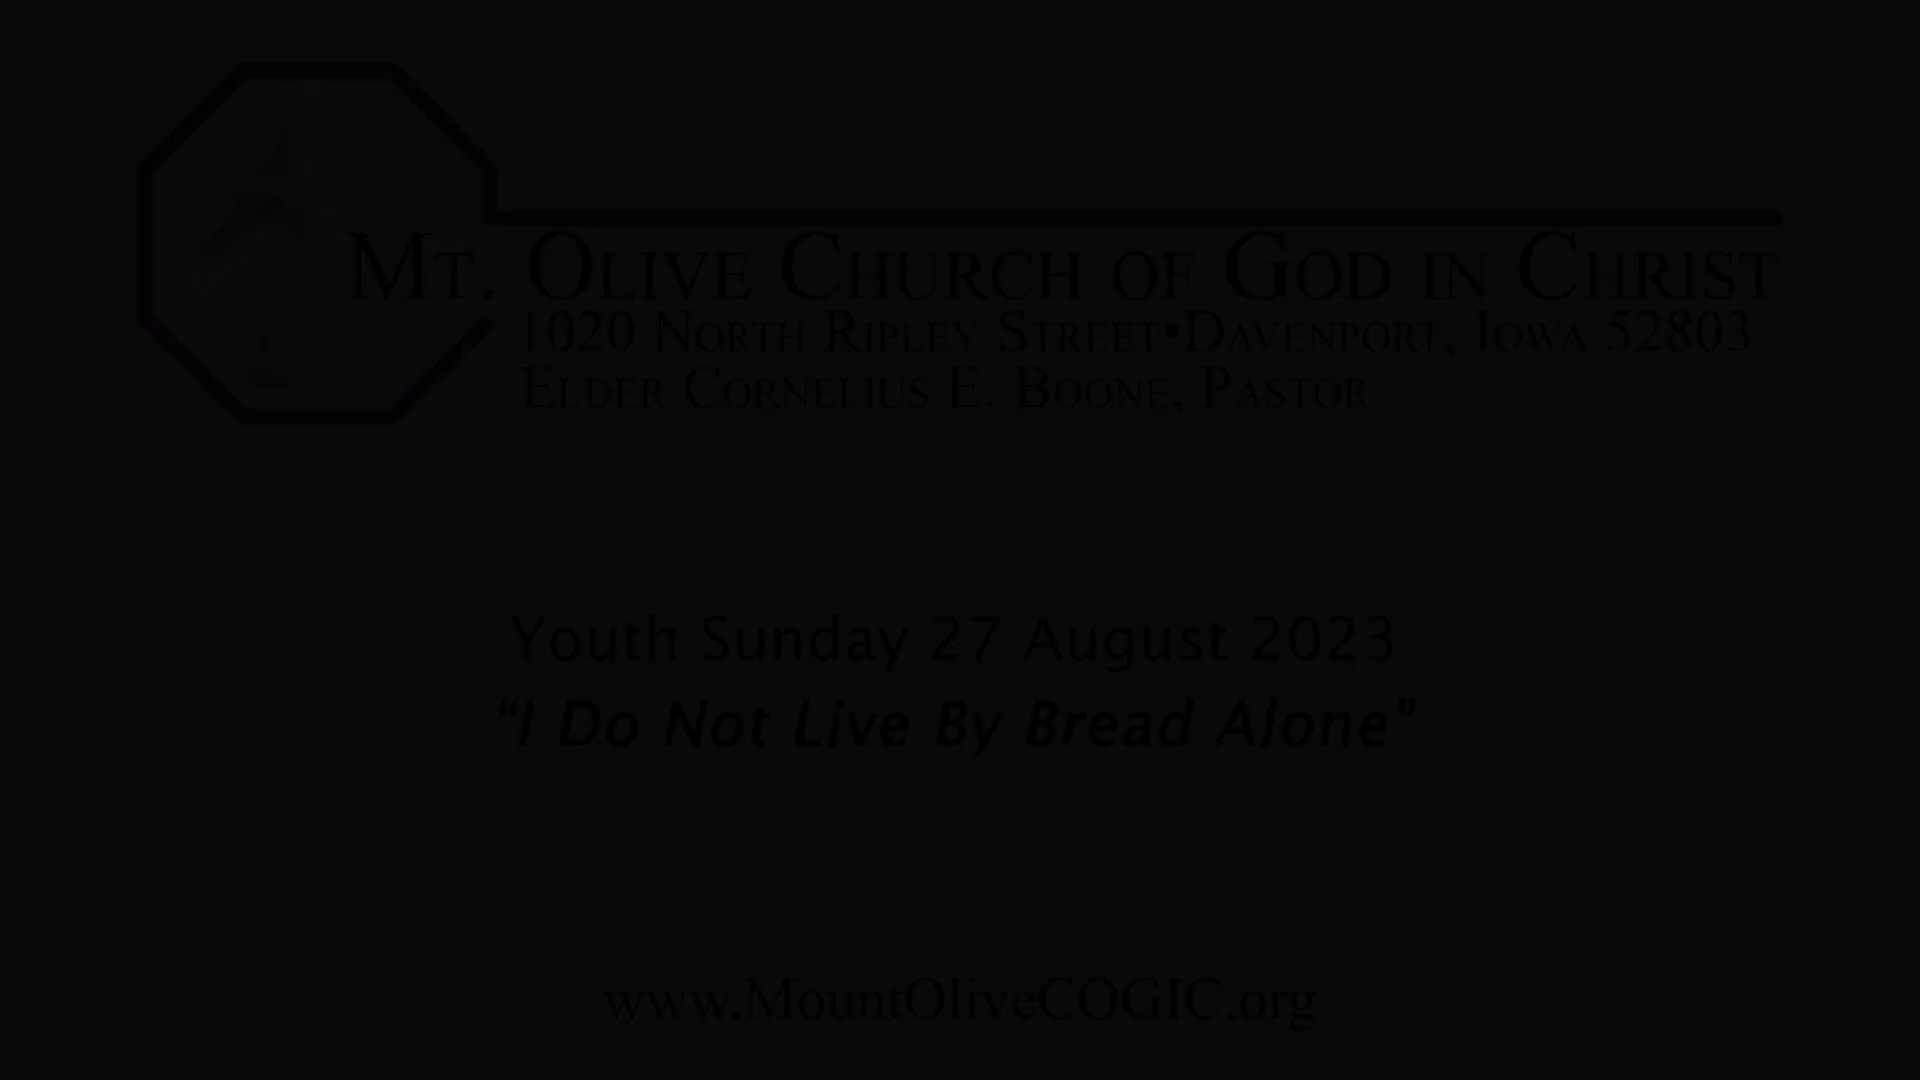 Mt. Olive Church of God in Christ
1020 North Ripley Street•Davenport, Iowa 52803
Elder Cornelius E. Boone, Pastor
Youth Sunday 27 August 2023
“I Do Not Live By Bread Alone”
www.MountOliveCOGIC.org